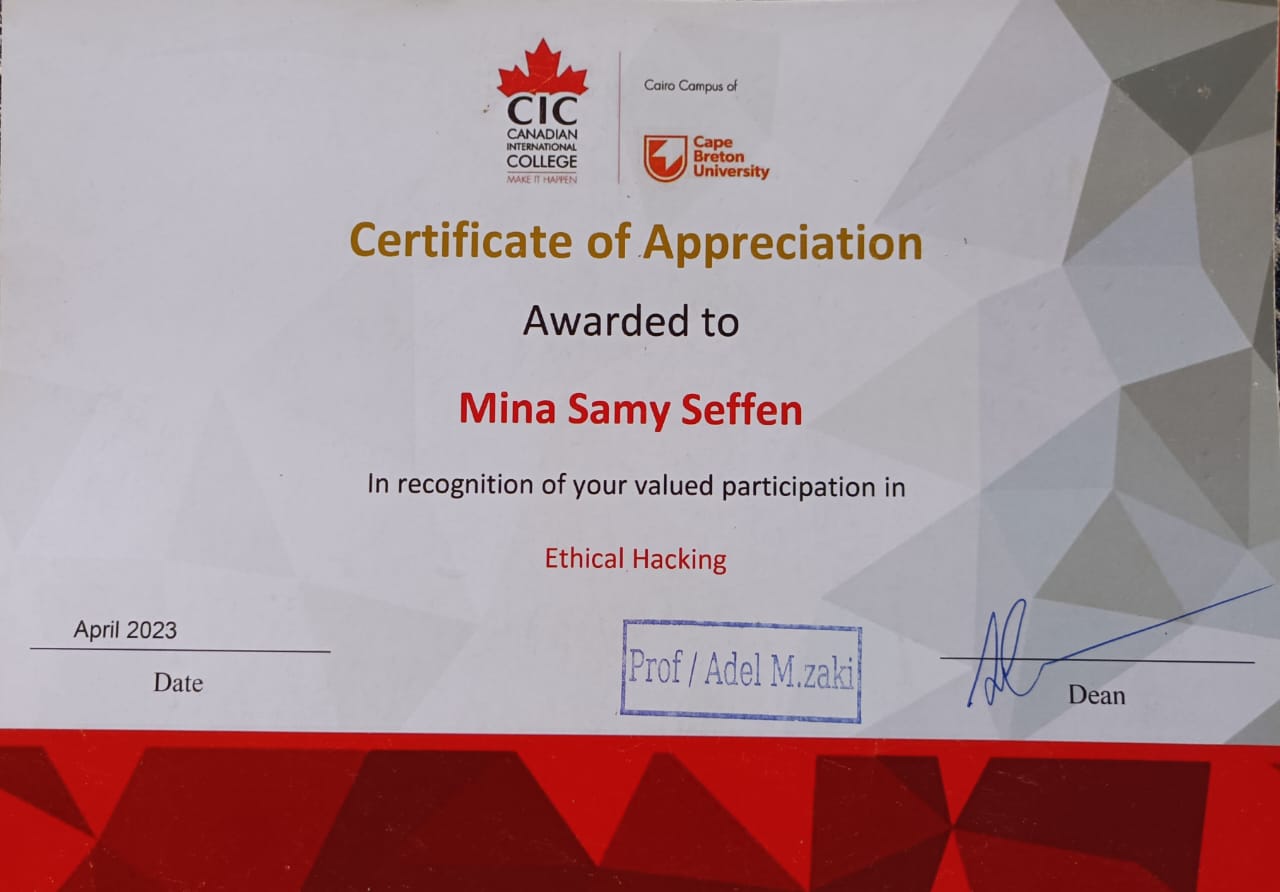 CIC
CANADIAN
INTERNATIONAL
COLLEGE
MAKE IT HAPPEN
Cairo Campus of
Cape
Breton
University
Certificate of Appreciation
Awarded to
Mina Samy Seffen
In recognition of your valued participation in
Ethical Hacking
April 2023
Date
Prof / Adel M.zaki
Dean